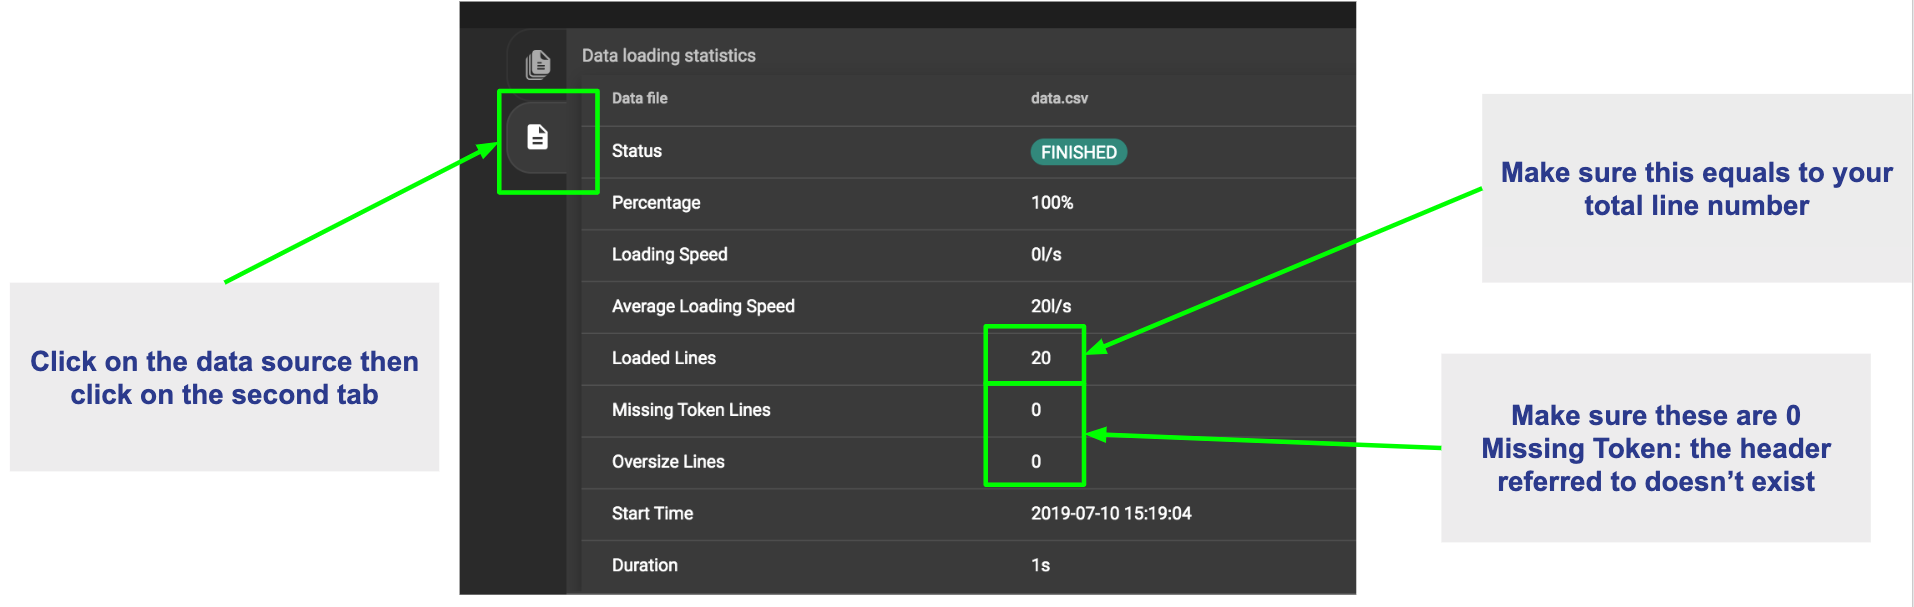 Data loading statistics
Data file data.csv
Status FINISHED
Percentage 100%
Loading Speed 0l/s
Average Loading Speed 20l/s
Loaded Lines 20
Missing Token Lines 0
Oversize Lines 0
Start Time 2019-07-10 15:19:04
Duration 1s
Click on the data source then
click on the second tab
Make sure this equals to your
total line number
Make sure these are 0
Missing Token: the header
referred to doesn’t exist